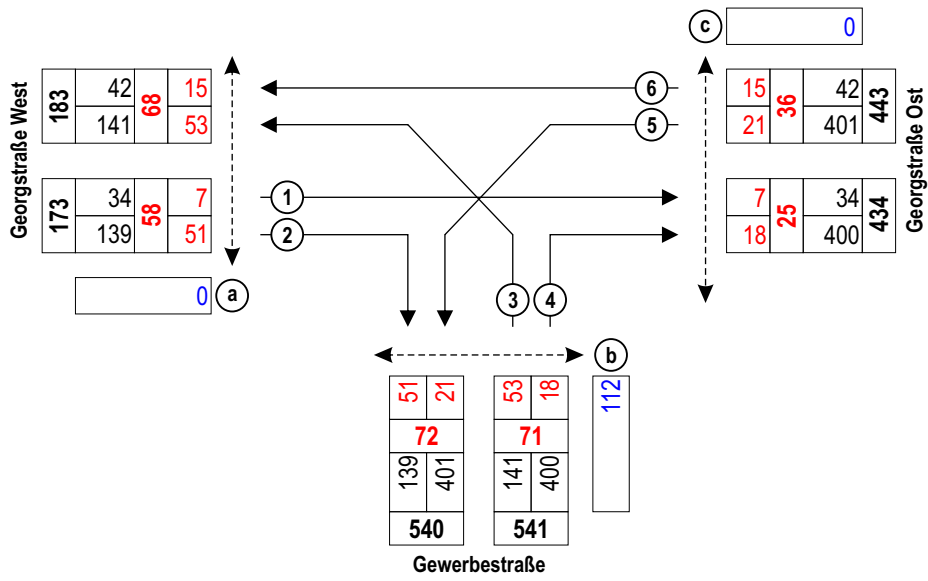 c 0
Georgstraße West
183 42 68 15
141 53
6
5
15 36 42 443
21 401
Georgstraße Ost
173 34 58 7
139 51
1
2
7 25 34 434
18 400
0 a
3 4
b
51 21 53 18 112
72 71
139 401 141 400
540 541
Gewerbestraße